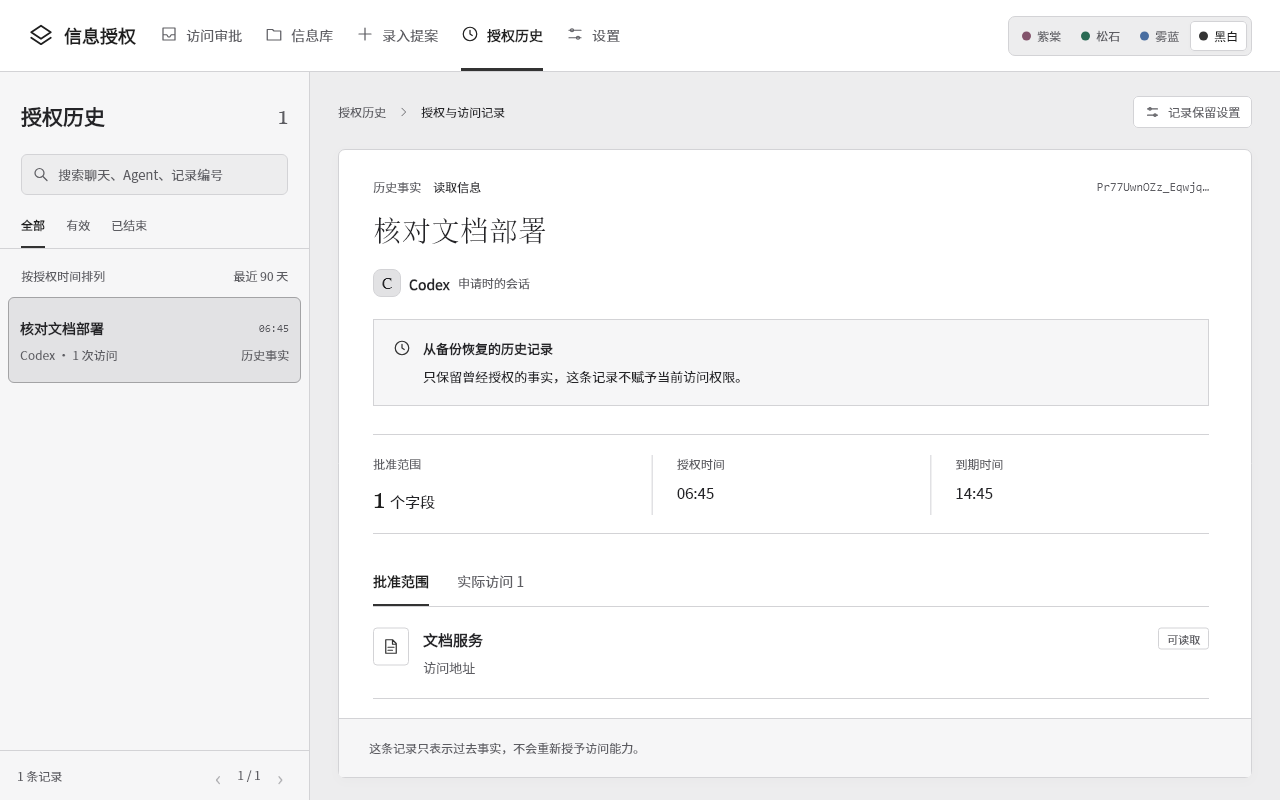 信息授权
访问审批
信息库
录入提案
授权历史
设置
紫棠
松石
雾蓝
黑白
授权历史
1
搜索聊天、Agent、记录编号
全部
有效
已结束
按授权时间排列
最近 90 天
核对文档部署
06:45
Codex · 1 次访问
历史事实
1 条记录
‹ 1 / 1 ›
授权历史 > 授权与访问记录
记录保留设置
历史事实 读取信息
Pr77UwnOZz_Eqwjq…
核对文档部署
C Codex 申请时的会话
从备份恢复的历史记录
只保留曾经授权的事实，这条记录不赋予当前访问权限。
批准范围
1 个字段
授权时间
06:45
到期时间
14:45
批准范围
实际访问 1
文档服务
可读取
访问地址
这条记录只表示过去事实，不会重新授予访问能力。